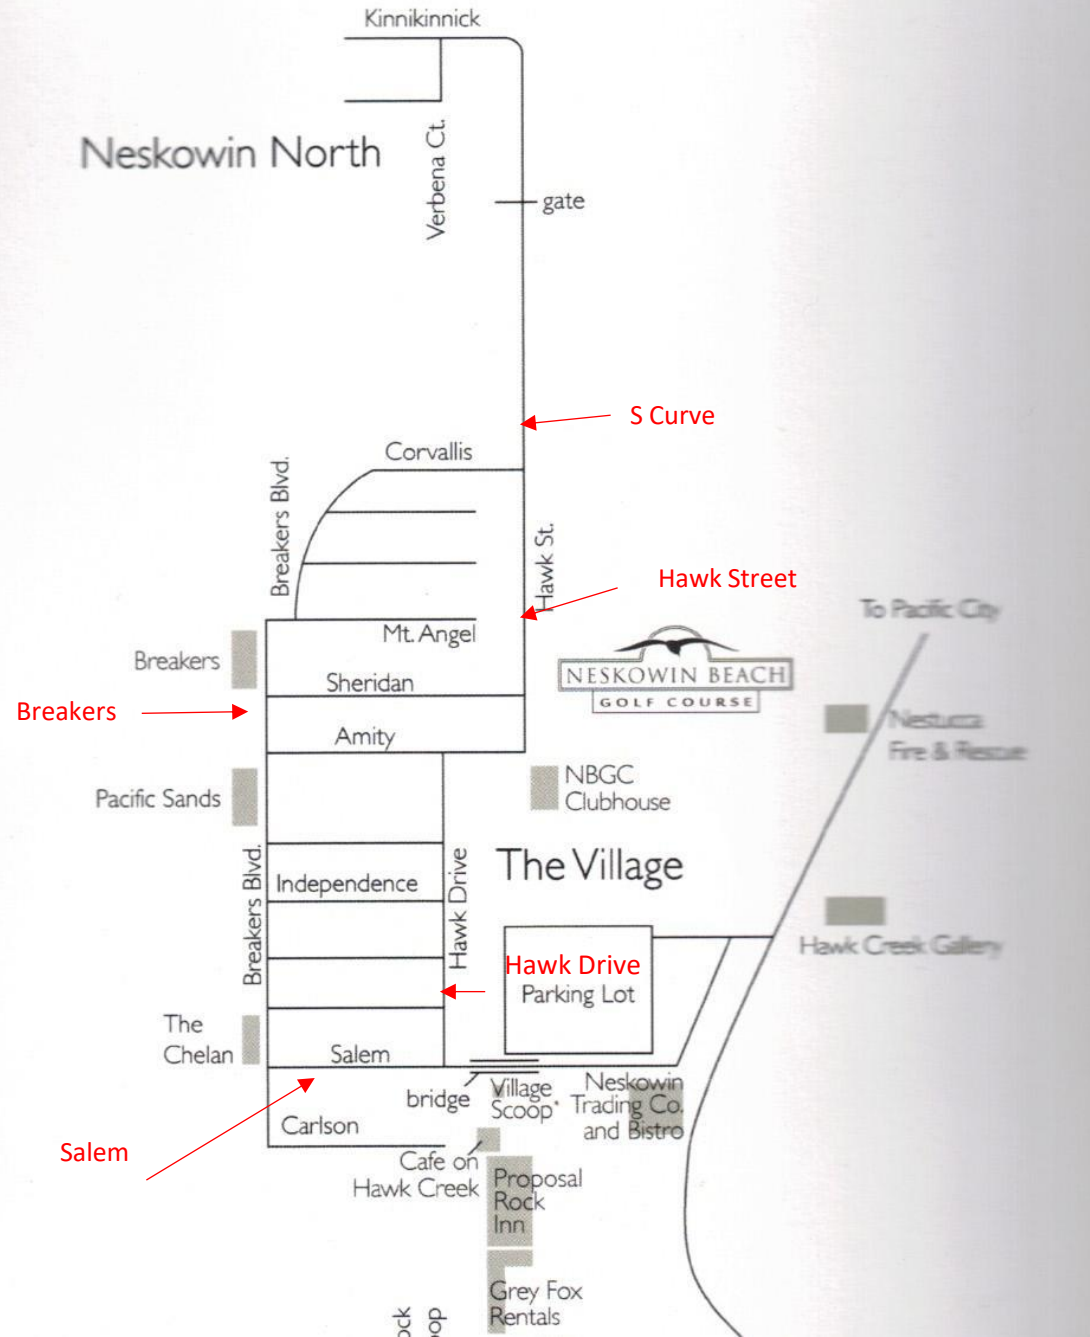 Kinnikinnick
Neskowin North
Verbena Ct.
gate
S Curve
Corvallis
Breakers Blvd.
Hawk St.
Hawk Street
To Pacific City
Mt. Angel
Breakers
NESKOWIN BEACH
GOLF COURSE
Sheridan
Breakers
Nestucca
Fire & Rescue
Amity
Pacific Sands
NBGC
Clubhouse
The Village
Breakers Blvd.
Independence
Hawk Drive
Hawk Creek Gallery
Hawk Drive
Parking Lot
The
Chelan
Salem
bridge
Village
Scoop
Neskowin
Trading Co.
and Bistro
Carlson
Salem
Cafe on
Hawk Creek
Proposal
Rock
Inn
Grey Fox
Rentals